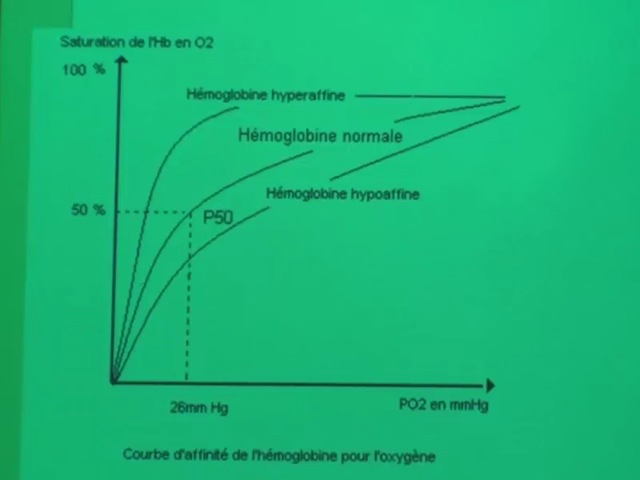 Saturation de l'Hb en O2
100 %
Hémoglobine hyperaffine
Hémoglobine normale
Hémoglobine hypoaffine
50 %
P50
26mm Hg
PO2 en mmHg
Courbe d'affinité de l'hémoglobine pour l'oxygène